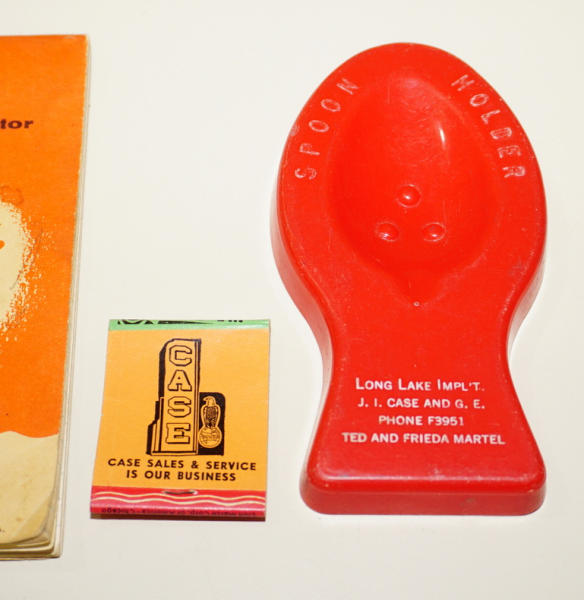 tor
SPOON HOLDER
LONG LAKE IMPL'T.
J. I. CASE AND G. E.
PHONE F3951
TED AND FRIEDA MARTEL
CASE
CASE SALES & SERVICE
IS OUR BUSINESS